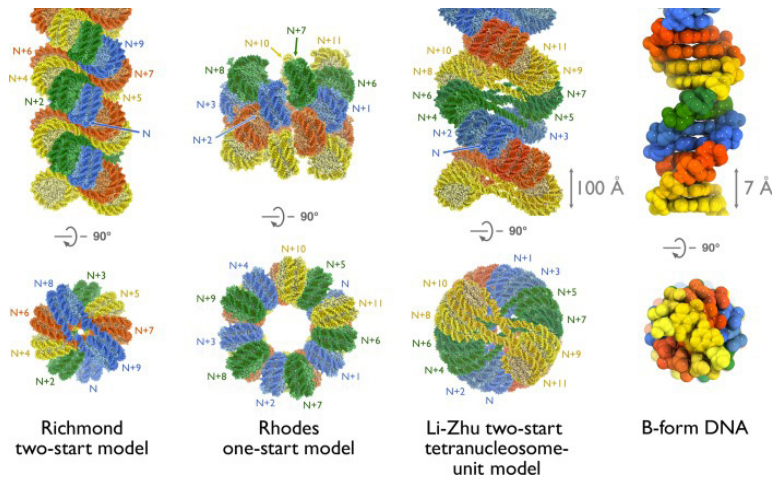 N+6
N+9
N+4
N+7
N+2
N+5
N
N+7
N+10
N+11
N+8
N+6
N+3
N+1
N+2
N+10
N+11
N+8
N+9
N+6
N+7
N+4
N+5
N+2
N+3
N
100 Å
7 Å
90°
90°
90°
90°
N+3
N+8
N+5
N+6
N+7
N+4
N+2
N+9
N
N+10
N+4
N+5
N
N+9
N+11
N+3
N+6
N+8
N+1
N+2
N+7
N+1
N+10
N+3
N+5
N+8
N+7
N+6
N+9
N+4
N+2
N+11
N
Richmond
two-start model
Rhodes
one-start model
Li-Zhu two-start
tetranucleosome-
unit model
B-form DNA